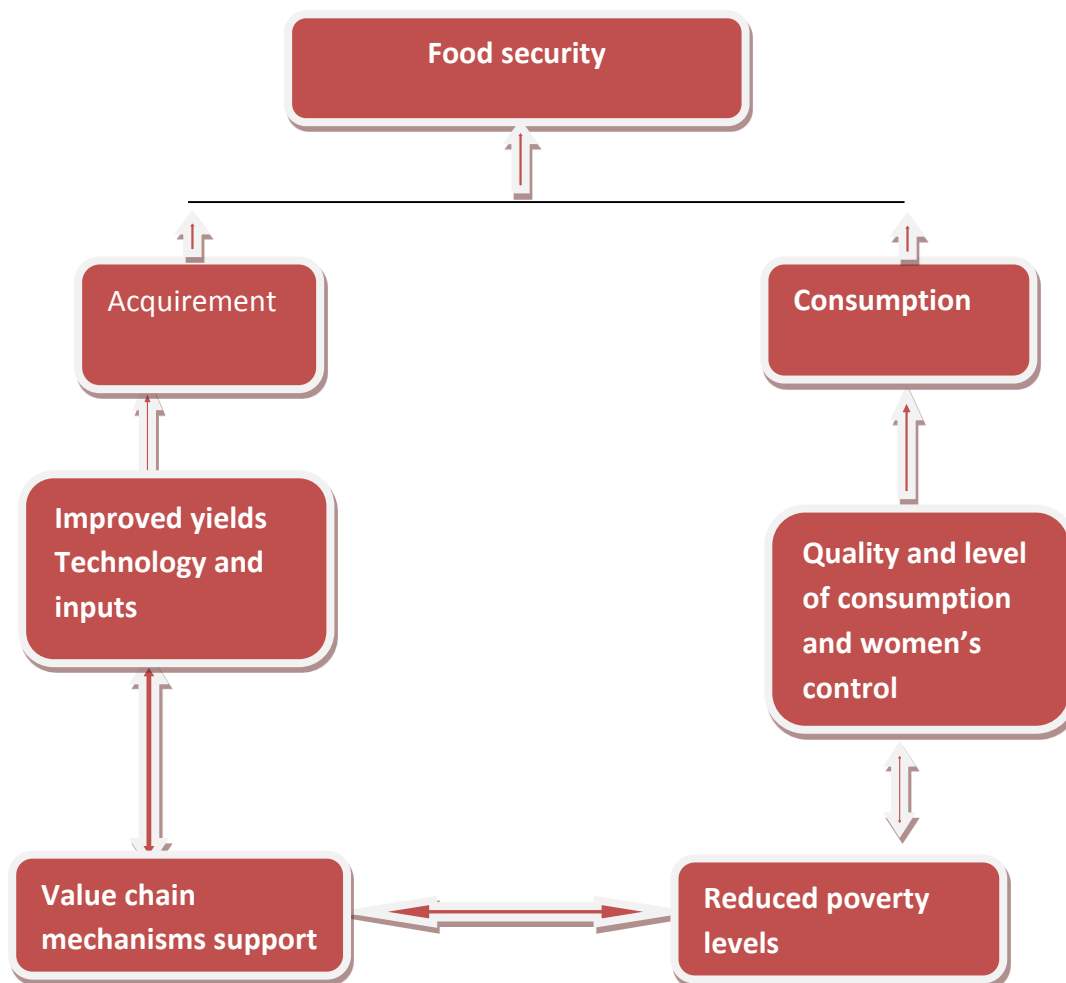 Food security
Acquirement
Consumption
Improved yields
Technology and
inputs
Quality and level
of consumption
and women’s
control
Value chain
mechanisms support
Reduced poverty
levels